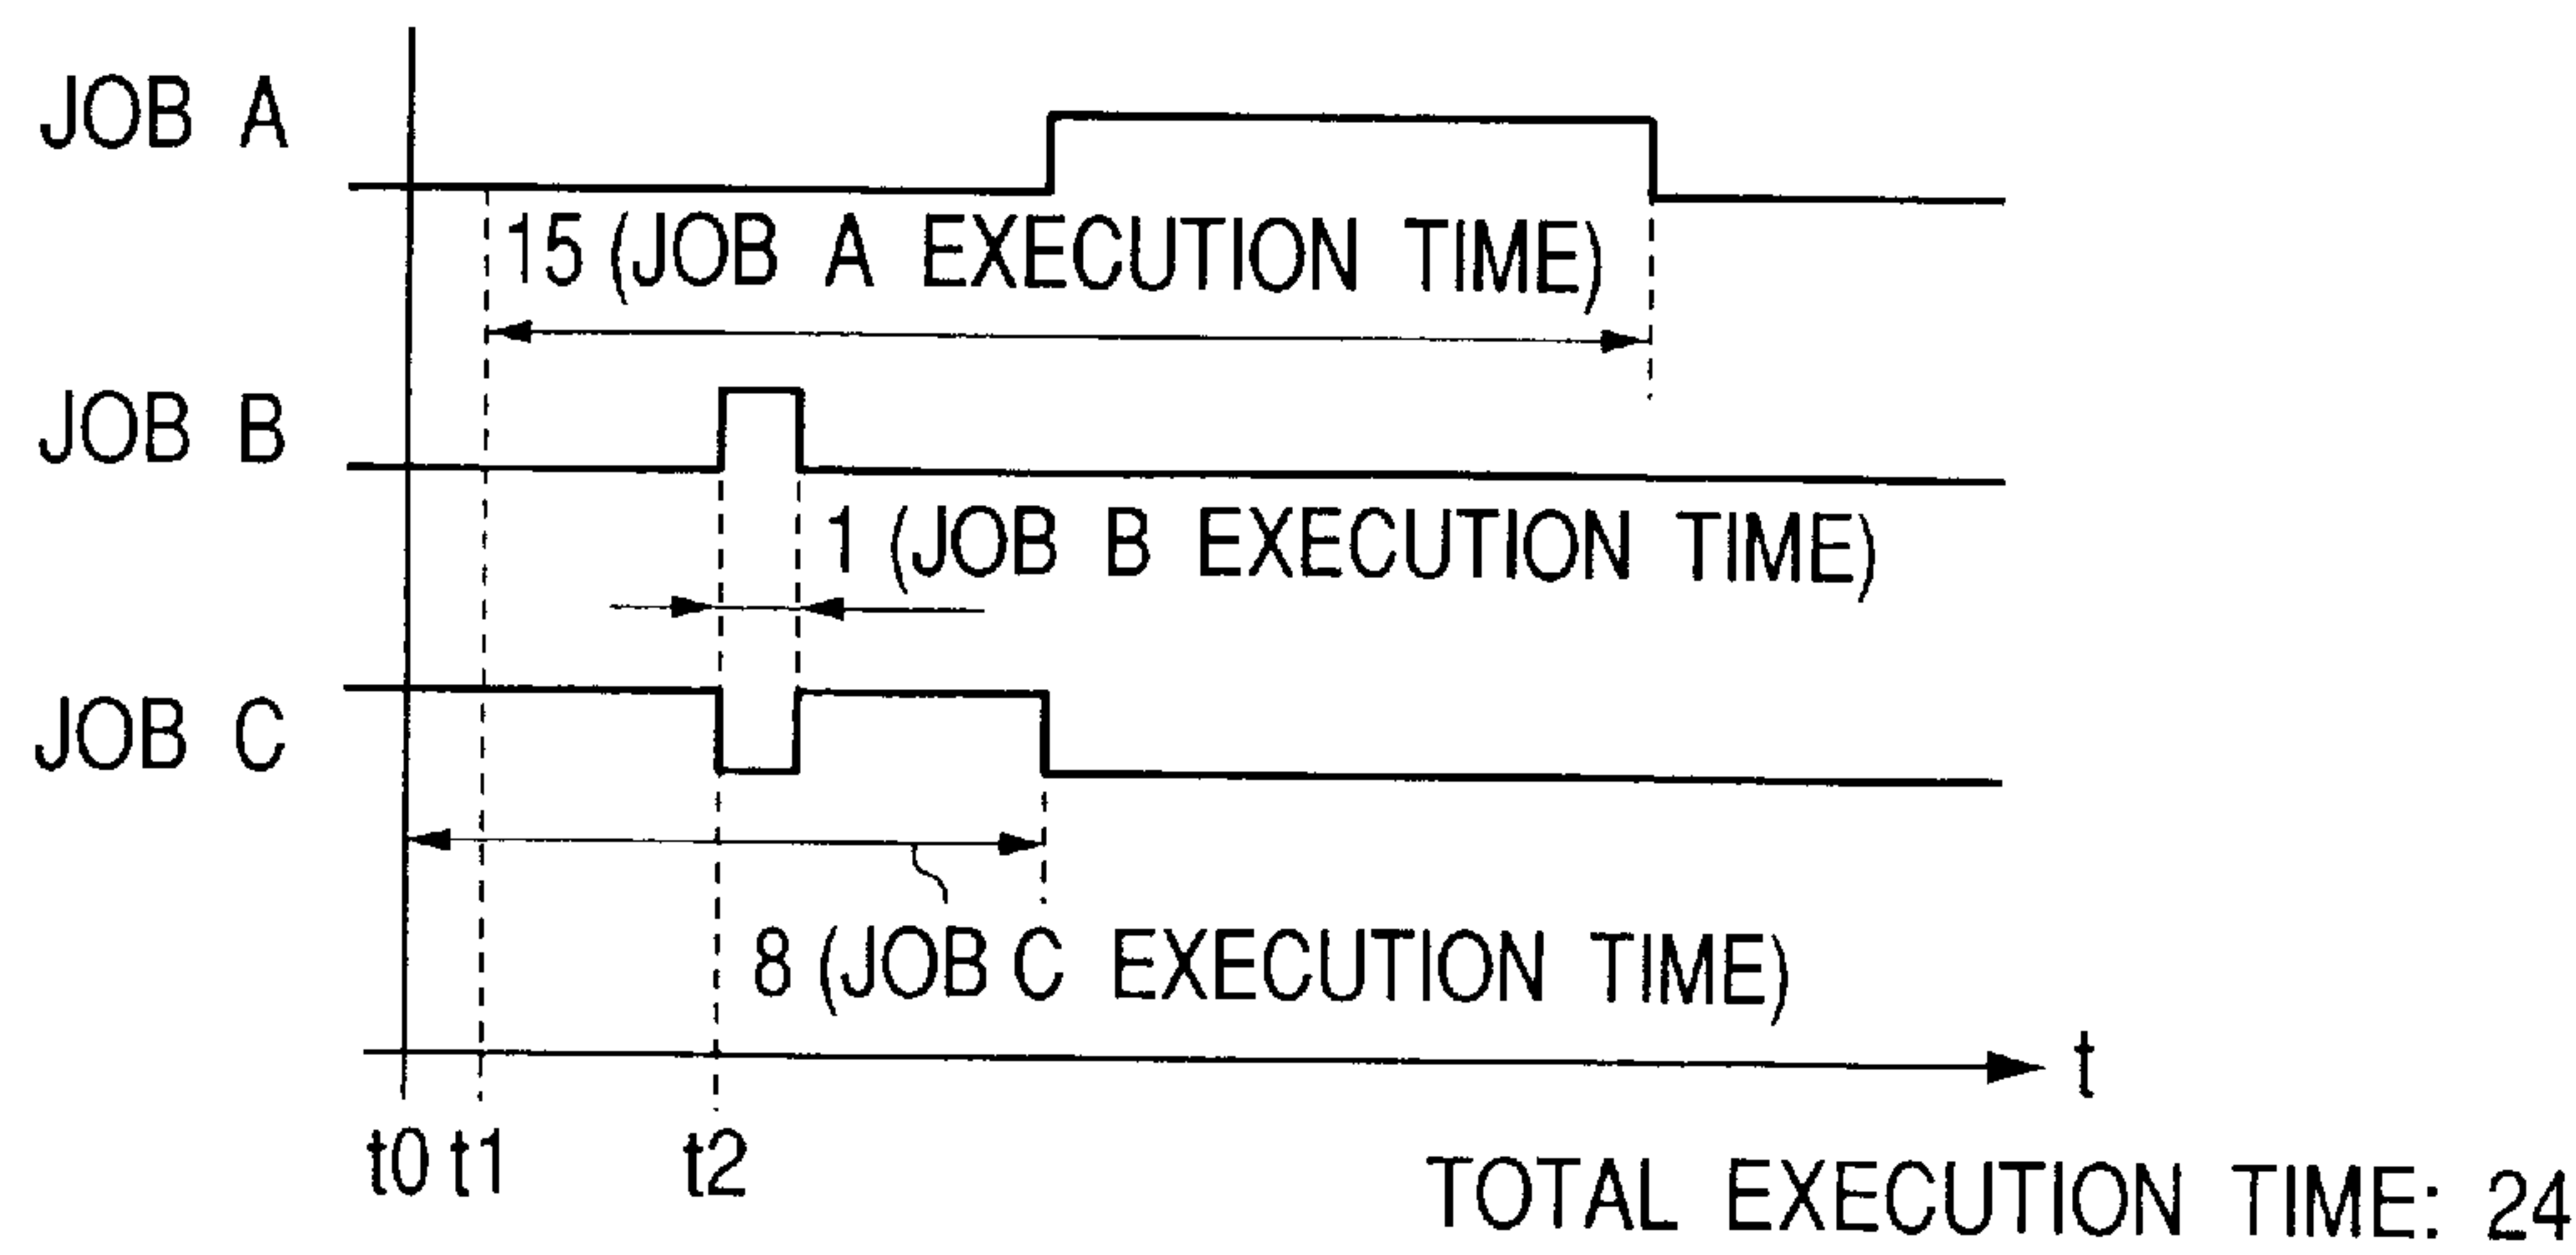 JOB A
15 (JOB A EXECUTION TIME)
JOB B
1 (JOB B EXECUTION TIME)
JOB C
8 (JOB C EXECUTION TIME)
t
t0 t1 t2
TOTAL EXECUTION TIME: 24